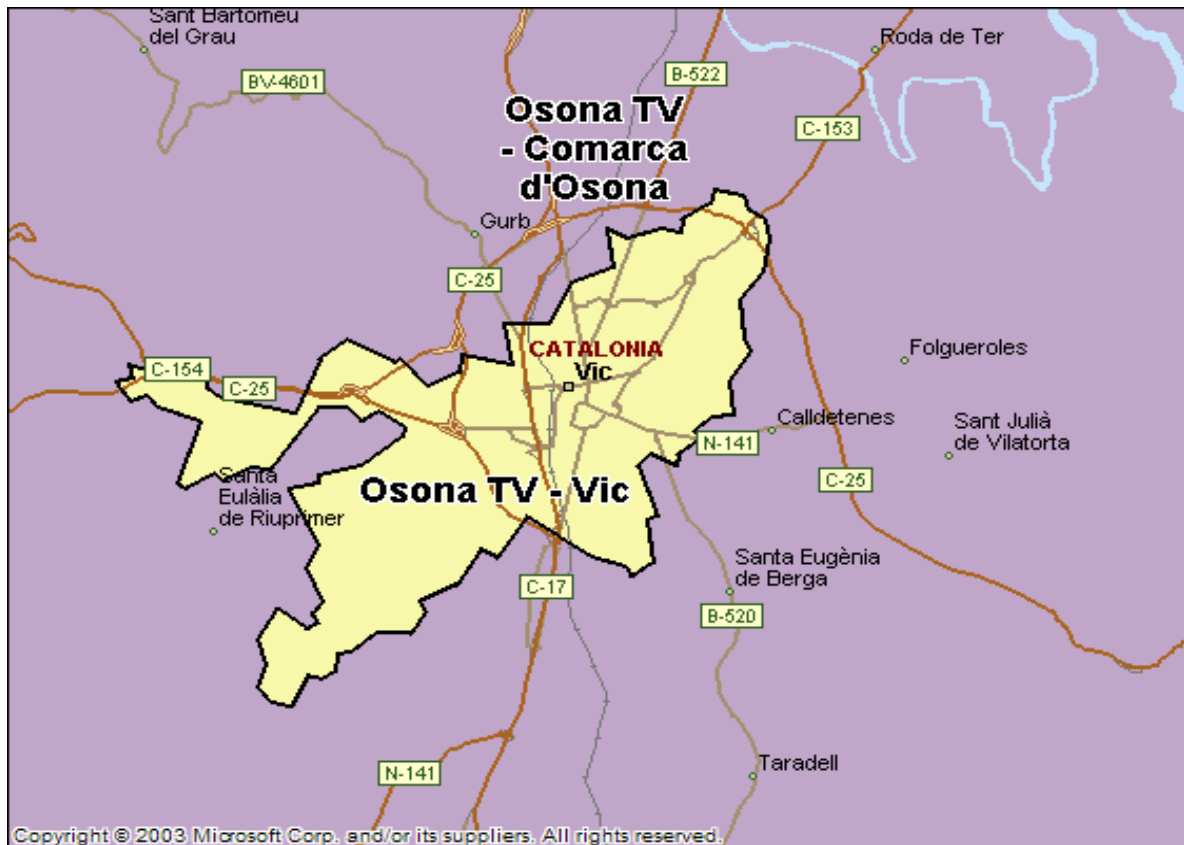 Sant Bartomeu
del Grau
Roda de Ter
B-522
BV-4601
Osona TV
- Comarca
d'Osona
C-153
Gurb
C-25
CATALONIA
Vic
Folgueroles
C-154
C-25
Calldetenes
Sant Julià
de Vilatorta
N-141
Santa
Eulàlia
de Riuprimer
Osona TV - Vic
C-25
Santa Eugènia
de Berga
C-17
B-520
Taradell
N-141
Copyright © 2003 Microsoft Corp. and/or its suppliers. All rights reserved.